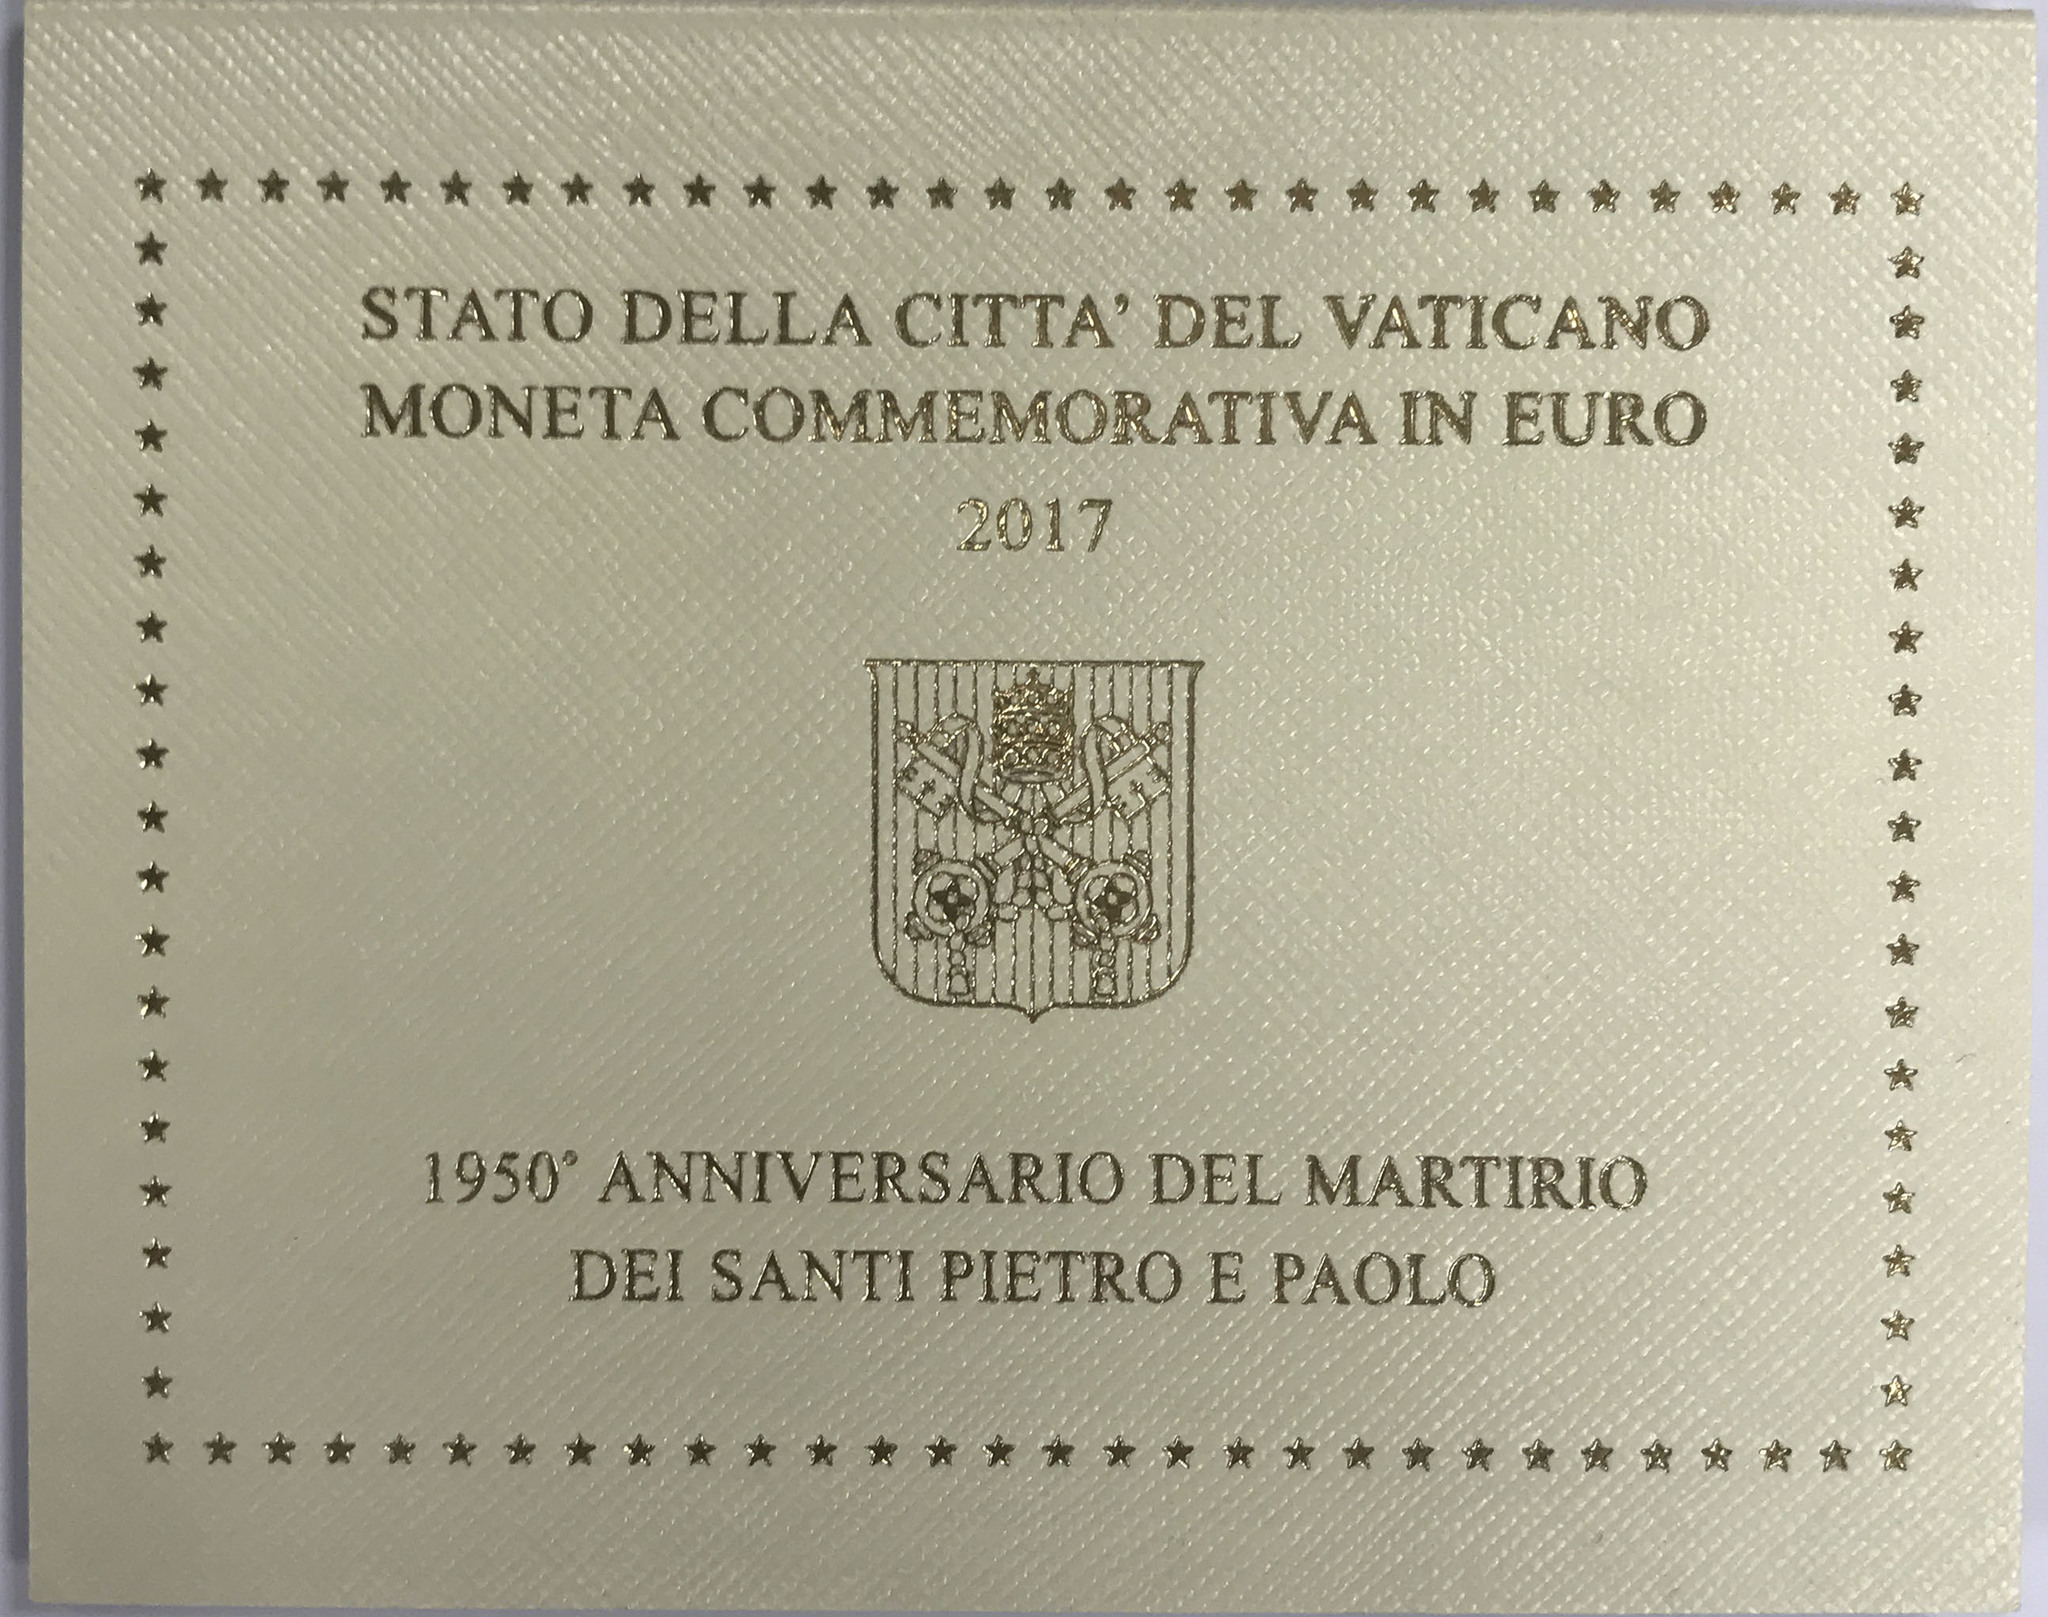 STATO DELLA CITTA' DEL VATICANO
MONETA COMMEMORATIVA IN EURO
2017
1950° ANNIVERSARIO DEL MARTIRIO
DEI SANTI PIETRO E PAOLO